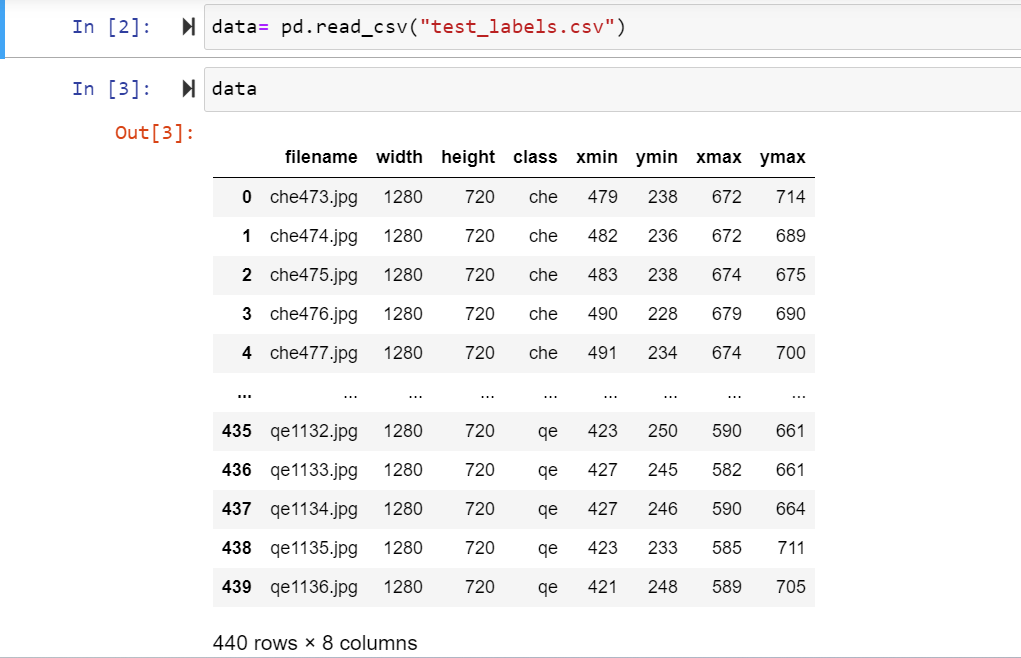 In [2]: data= pd.read_csv("test_labels.csv")
In [3]: data
Out[3]:
filename width height class xmin ymin xmax ymax
0 che473.jpg 1280 720 che 479 238 672 714
1 che474.jpg 1280 720 che 482 236 672 689
2 che475.jpg 1280 720 che 483 238 674 675
3 che476.jpg 1280 720 che 490 228 679 690
4 che477.jpg 1280 720 che 491 234 674 700
... ... ... ... ... ... ... ... ...
435 qe1132.jpg 1280 720 qe 423 250 590 661
436 qe1133.jpg 1280 720 qe 427 245 582 661
437 qe1134.jpg 1280 720 qe 427 246 590 664
438 qe1135.jpg 1280 720 qe 423 233 585 711
439 qe1136.jpg 1280 720 qe 421 248 589 705
440 rows × 8 columns